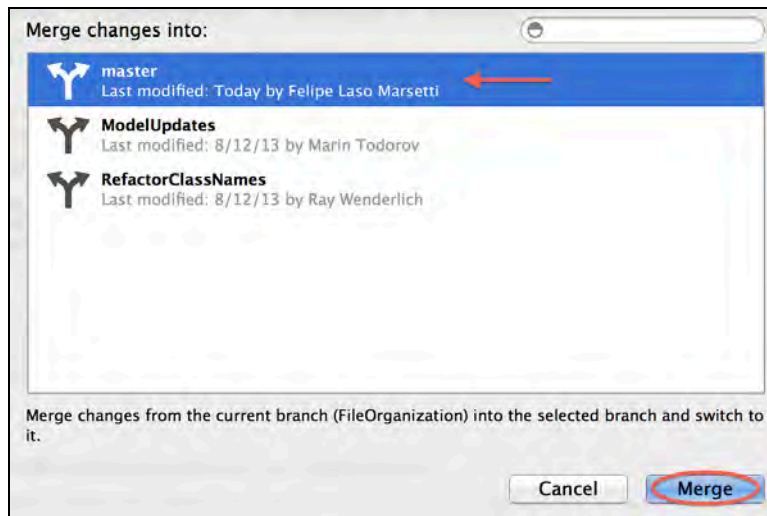 Merge changes into:
master
Last modified: Today by Felipe Laso Marsetti
ModelUpdates
Last modified: 8/12/13 by Marin Todorov
RefactorClassNames
Last modified: 8/12/13 by Ray Wenderlich
Merge changes from the current branch (FileOrganization) into the selected branch and switch to
it.
Cancel
Merge